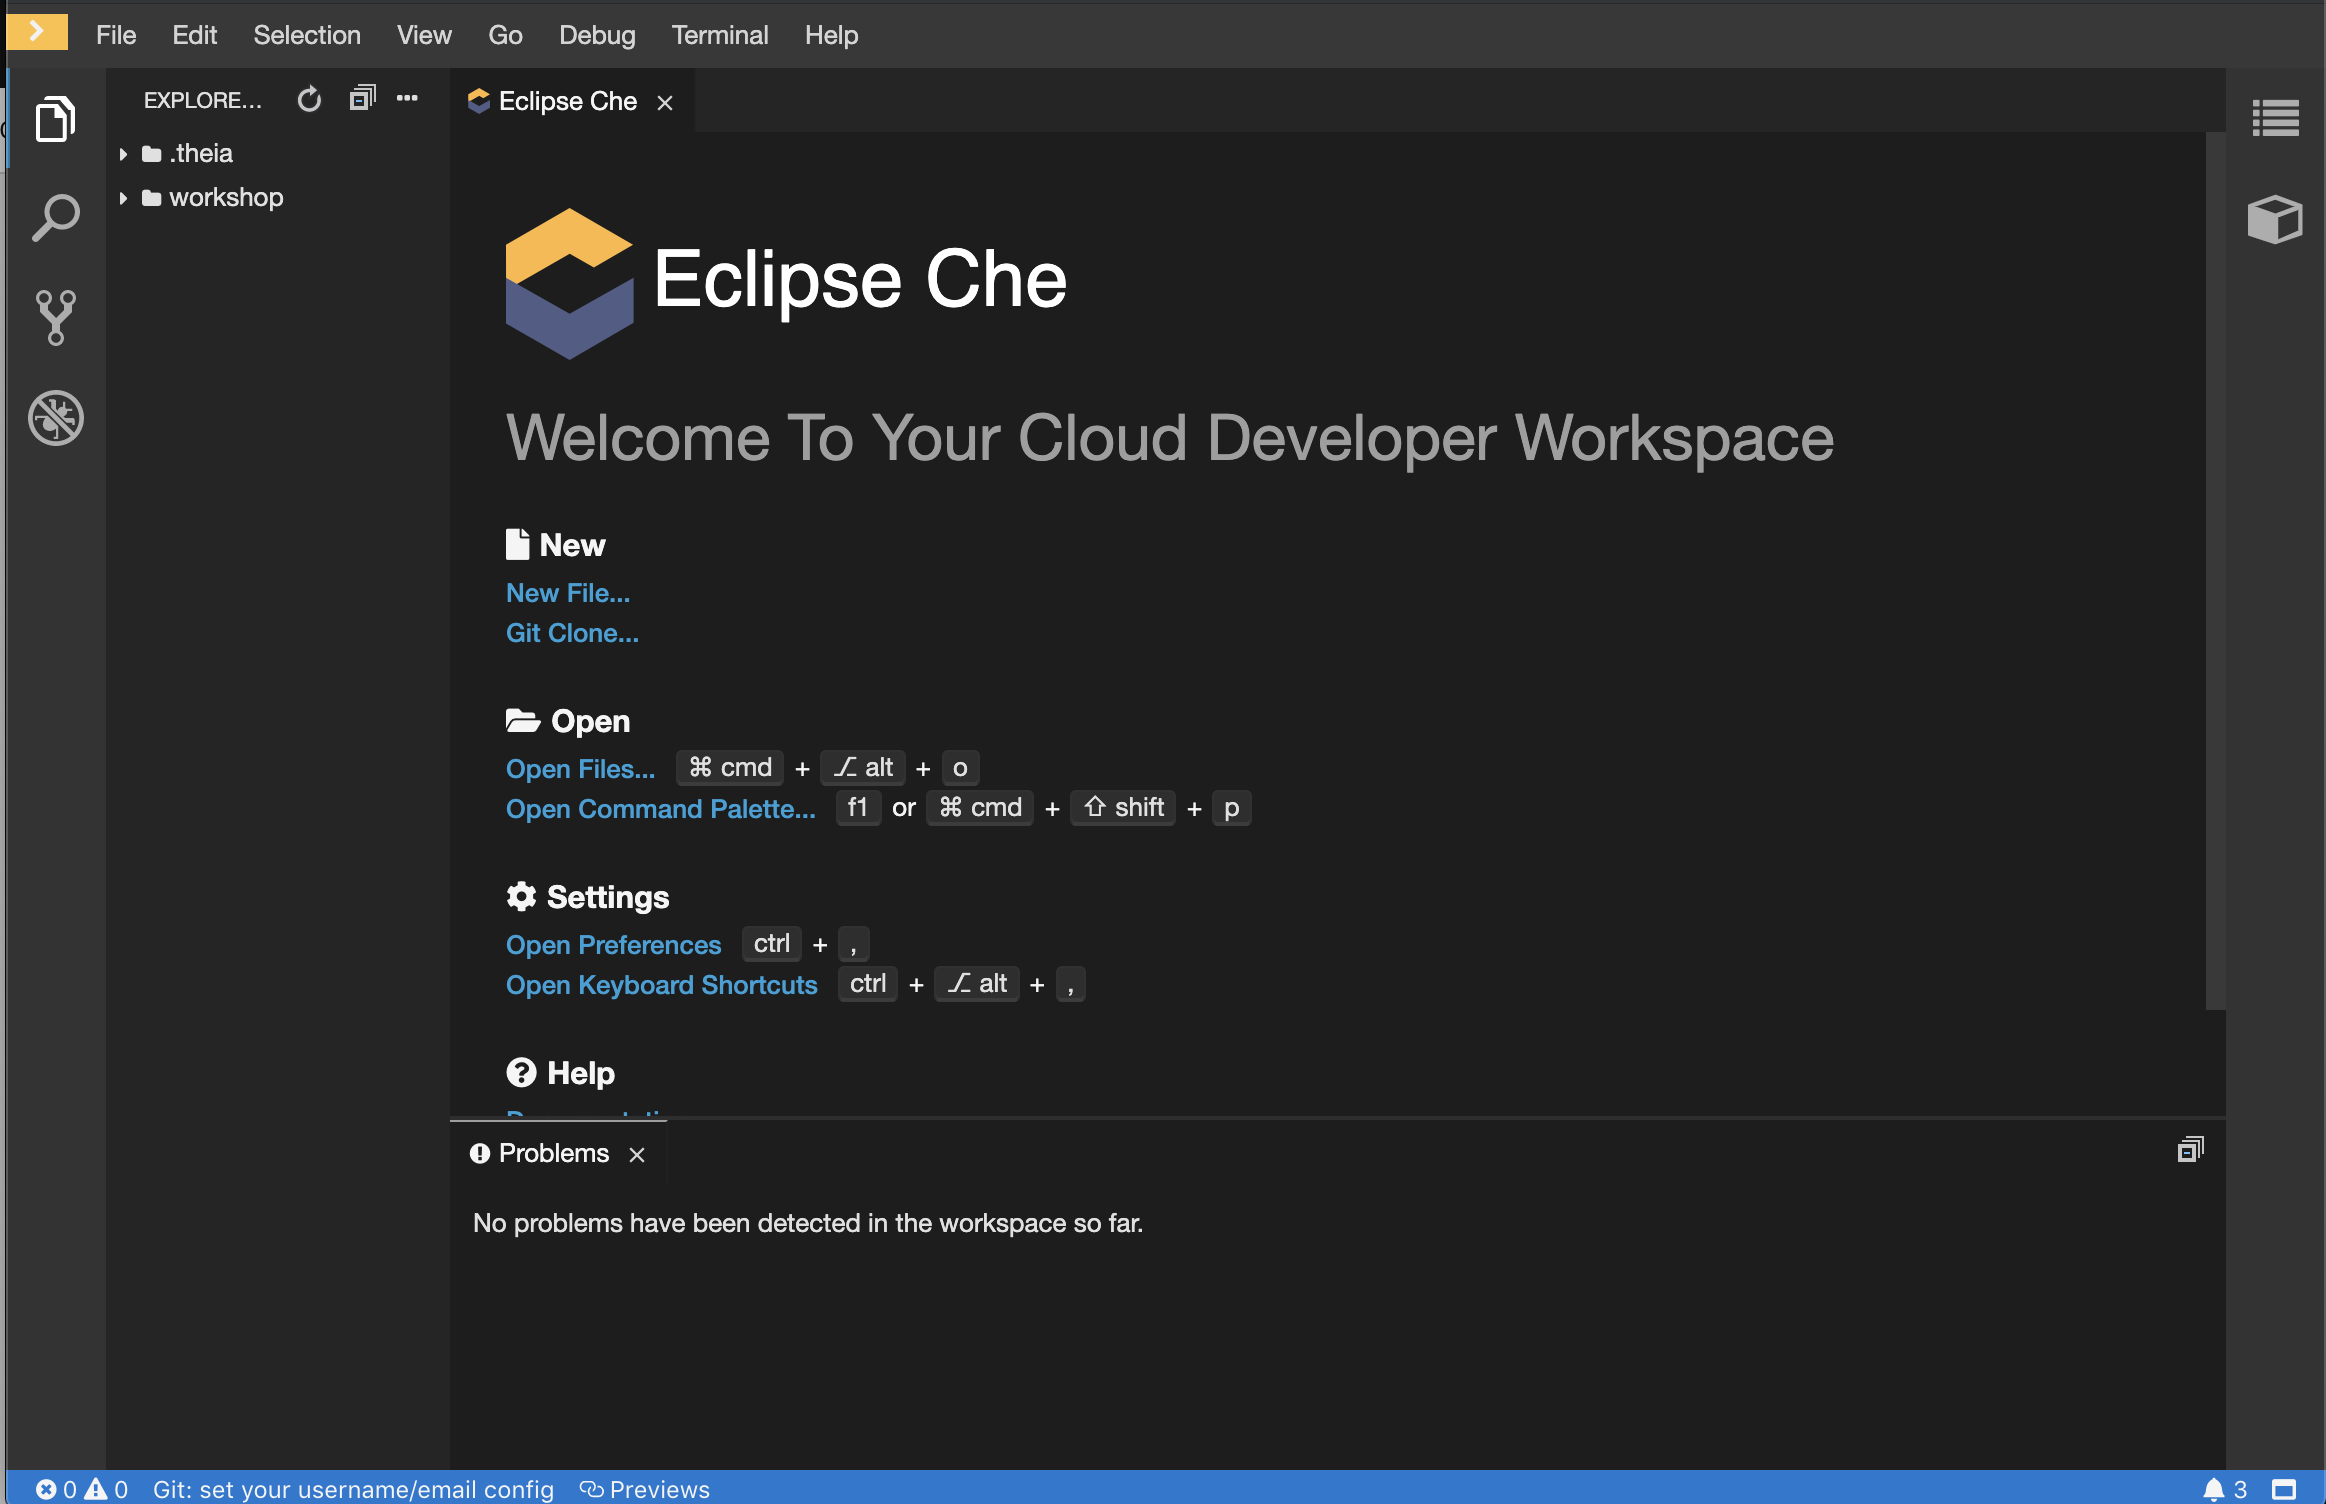 File Edit Selection View Go Debug Terminal Help
EXPLORE...
.theia
workshop
Eclipse Che
Eclipse Che
Welcome To Your Cloud Developer Workspace
New
New File...
Git Clone...
Open
Open Files... ⌘ cmd + ⌥ alt + o
Open Command Palette... f1 or ⌘ cmd + ⇧ shift + p
Settings
Open Preferences ctrl + ,
Open Keyboard Shortcuts ctrl + ⌥ alt + ,
Help
Problems
No problems have been detected in the workspace so far.
0 0 Git: set your username/email config Previews 3